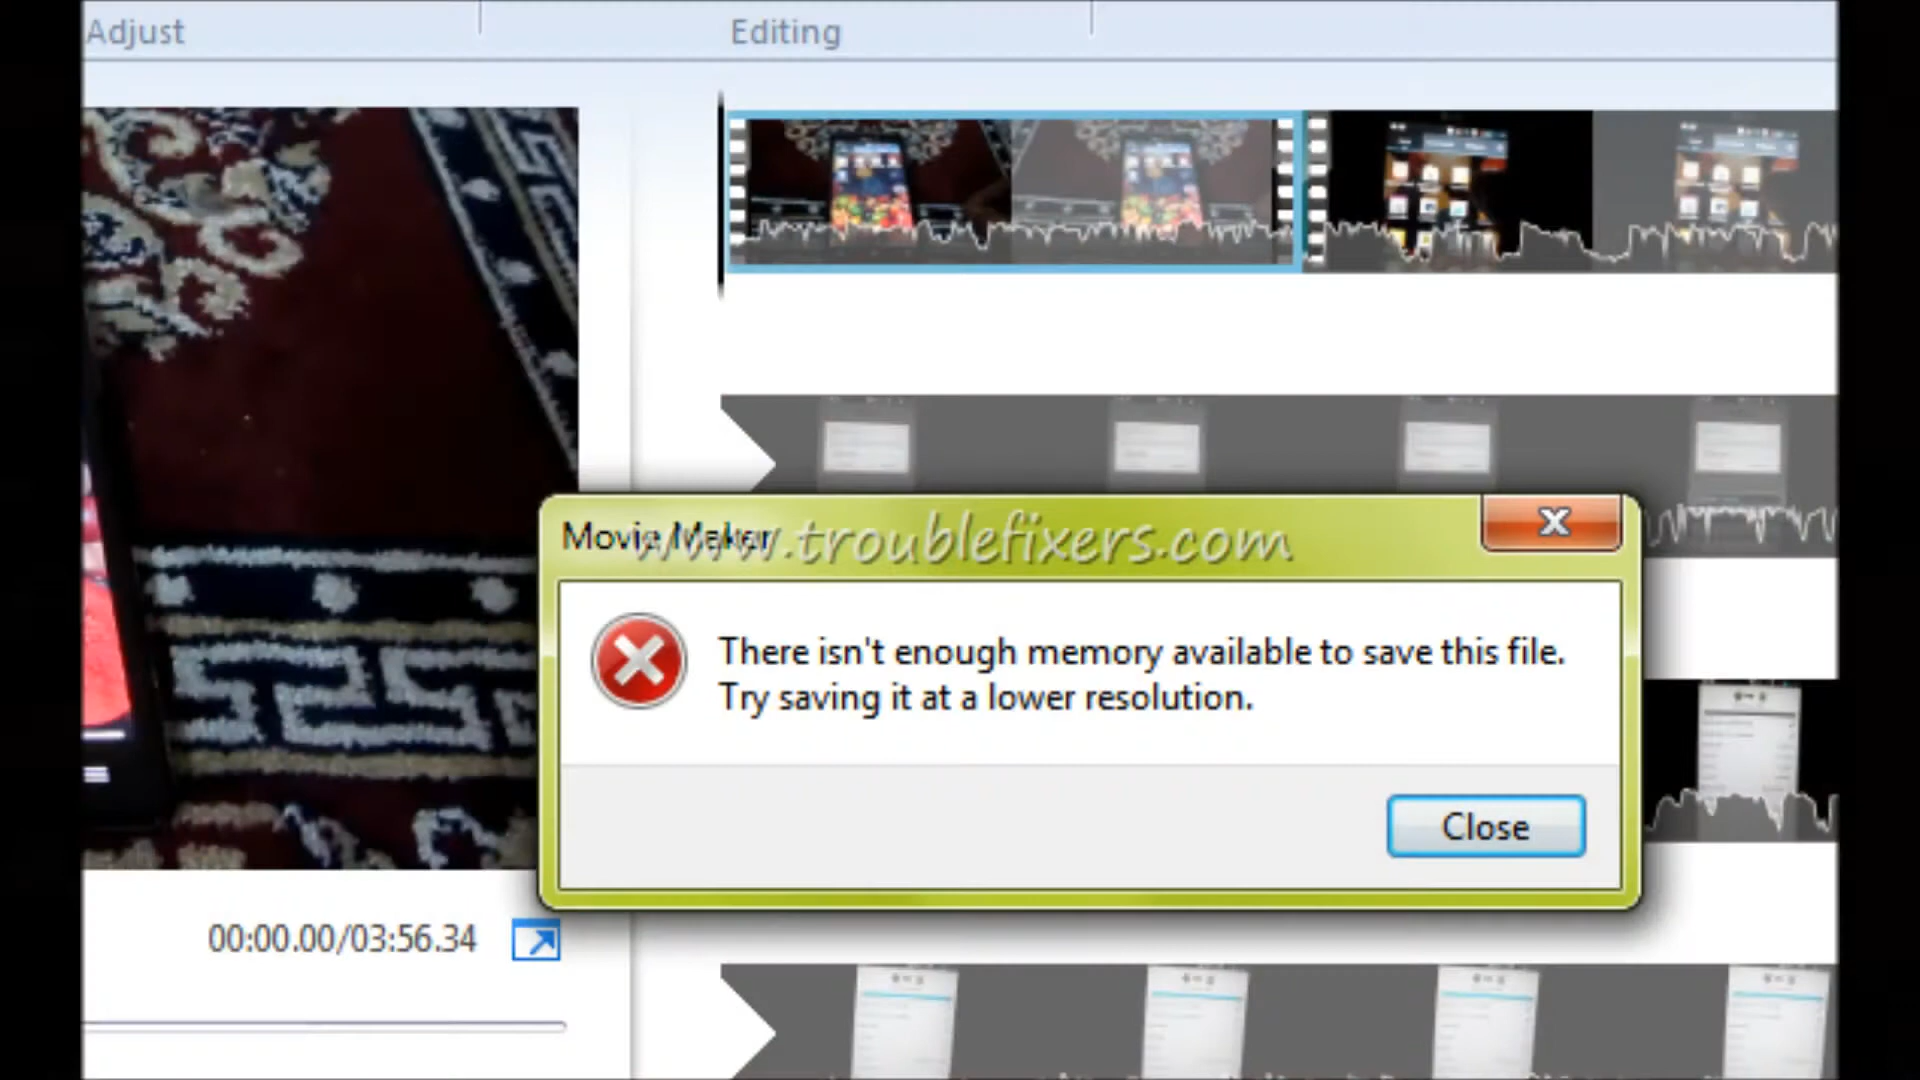 Adjust
Editing
Movie Maker
www.troublefixers.com
There isn't enough memory available to save this file.
Try saving it at a lower resolution.
Close
00:00.00/03:56.34